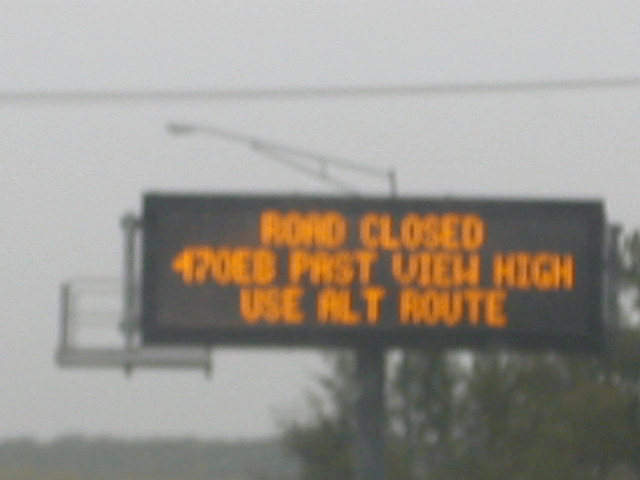 ROAD CLOSED
470EB PAST VIEW HIGH
USE ALT ROUTE